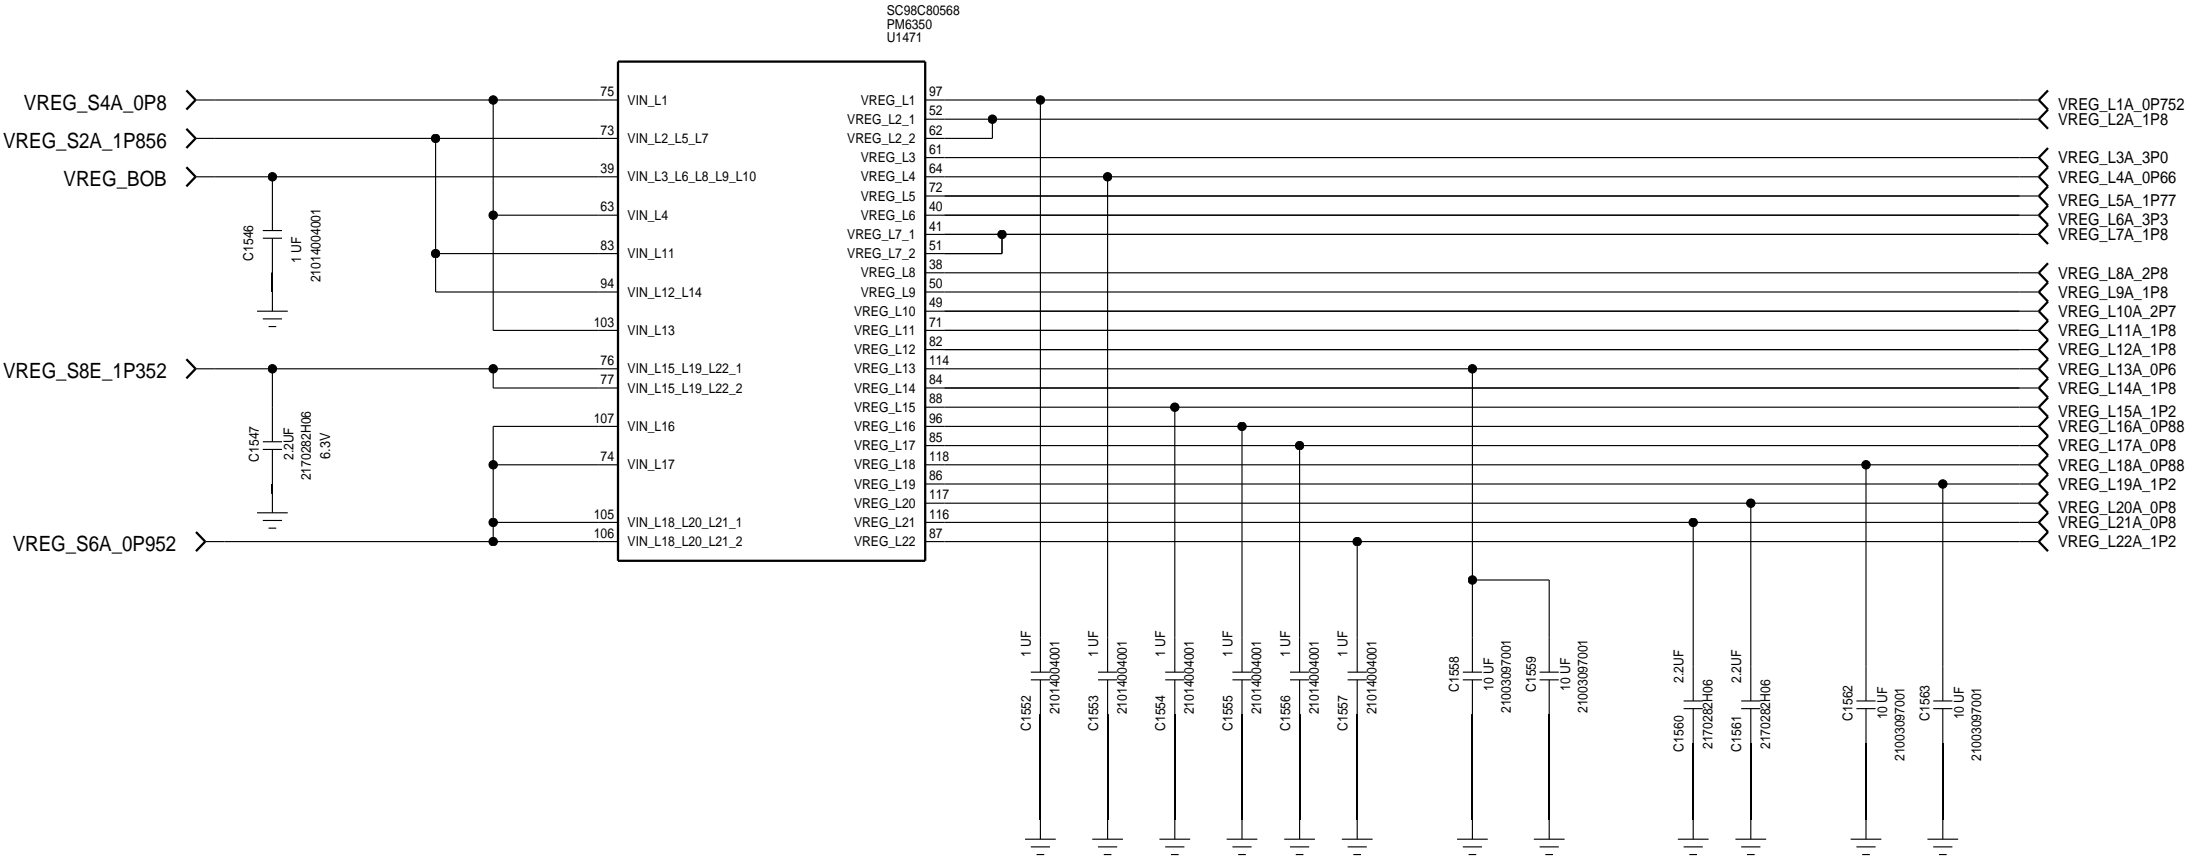 SC98C80568
PM6350
U1471
VREG_S4A_0P8
VREG_S2A_1P856
VREG_BOB
C1546
1 UF
21014004001
VREG_S8E_1P352
C1547
2.2UF
2170282H06
6.3V
VREG_S6A_0P952
75 VIN_L1
73 VIN_L2_L5_L7
39 VIN_L3_L6_L8_L9_L10
63 VIN_L4
83 VIN_L11
94 VIN_L12_L14
103 VIN_L13
76 VIN_L15_L19_L22_1
77 VIN_L15_L19_L22_2
107 VIN_L16
74 VIN_L17
105 VIN_L18_L20_L21_1
106 VIN_L18_L20_L21_2
VREG_L1 97 VREG_L1A_0P752
VREG_L2_1 52 VREG_L2A_1P8
VREG_L2_2 62
VREG_L3 61 VREG_L3A_3P0
VREG_L4 64 VREG_L4A_0P66
VREG_L5 72 VREG_L5A_1P77
VREG_L6 40 VREG_L6A_3P3
VREG_L7_1 41 VREG_L7A_1P8
VREG_L7_2 51
VREG_L8 38 VREG_L8A_2P8
VREG_L9 50 VREG_L9A_1P8
VREG_L10 49 VREG_L10A_2P7
VREG_L11 71 VREG_L11A_1P8
VREG_L12 82 VREG_L12A_1P8
VREG_L13 114 VREG_L13A_0P6
VREG_L14 84 VREG_L14A_1P8
VREG_L15 88 VREG_L15A_1P2
VREG_L16 96 VREG_L16A_0P88
VREG_L17 85 VREG_L17A_0P8
VREG_L18 118 VREG_L18A_0P88
VREG_L19 86 VREG_L19A_1P2
VREG_L20 117 VREG_L20A_0P8
VREG_L21 116 VREG_L21A_0P8
VREG_L22 87 VREG_L22A_1P2
C1552
1 UF
21014004001
C1553
1 UF
21014004001
C1554
1 UF
21014004001
C1555
1 UF
21014004001
C1556
1 UF
21014004001
C1557
1 UF
21014004001
C1558
10 UF
21003097001
C1559
10 UF
21003097001
C1560
2.2UF
2170282H06
C1561
2.2UF
2170282H06
C1562
10 UF
21003097001
C1563
10 UF
21003097001